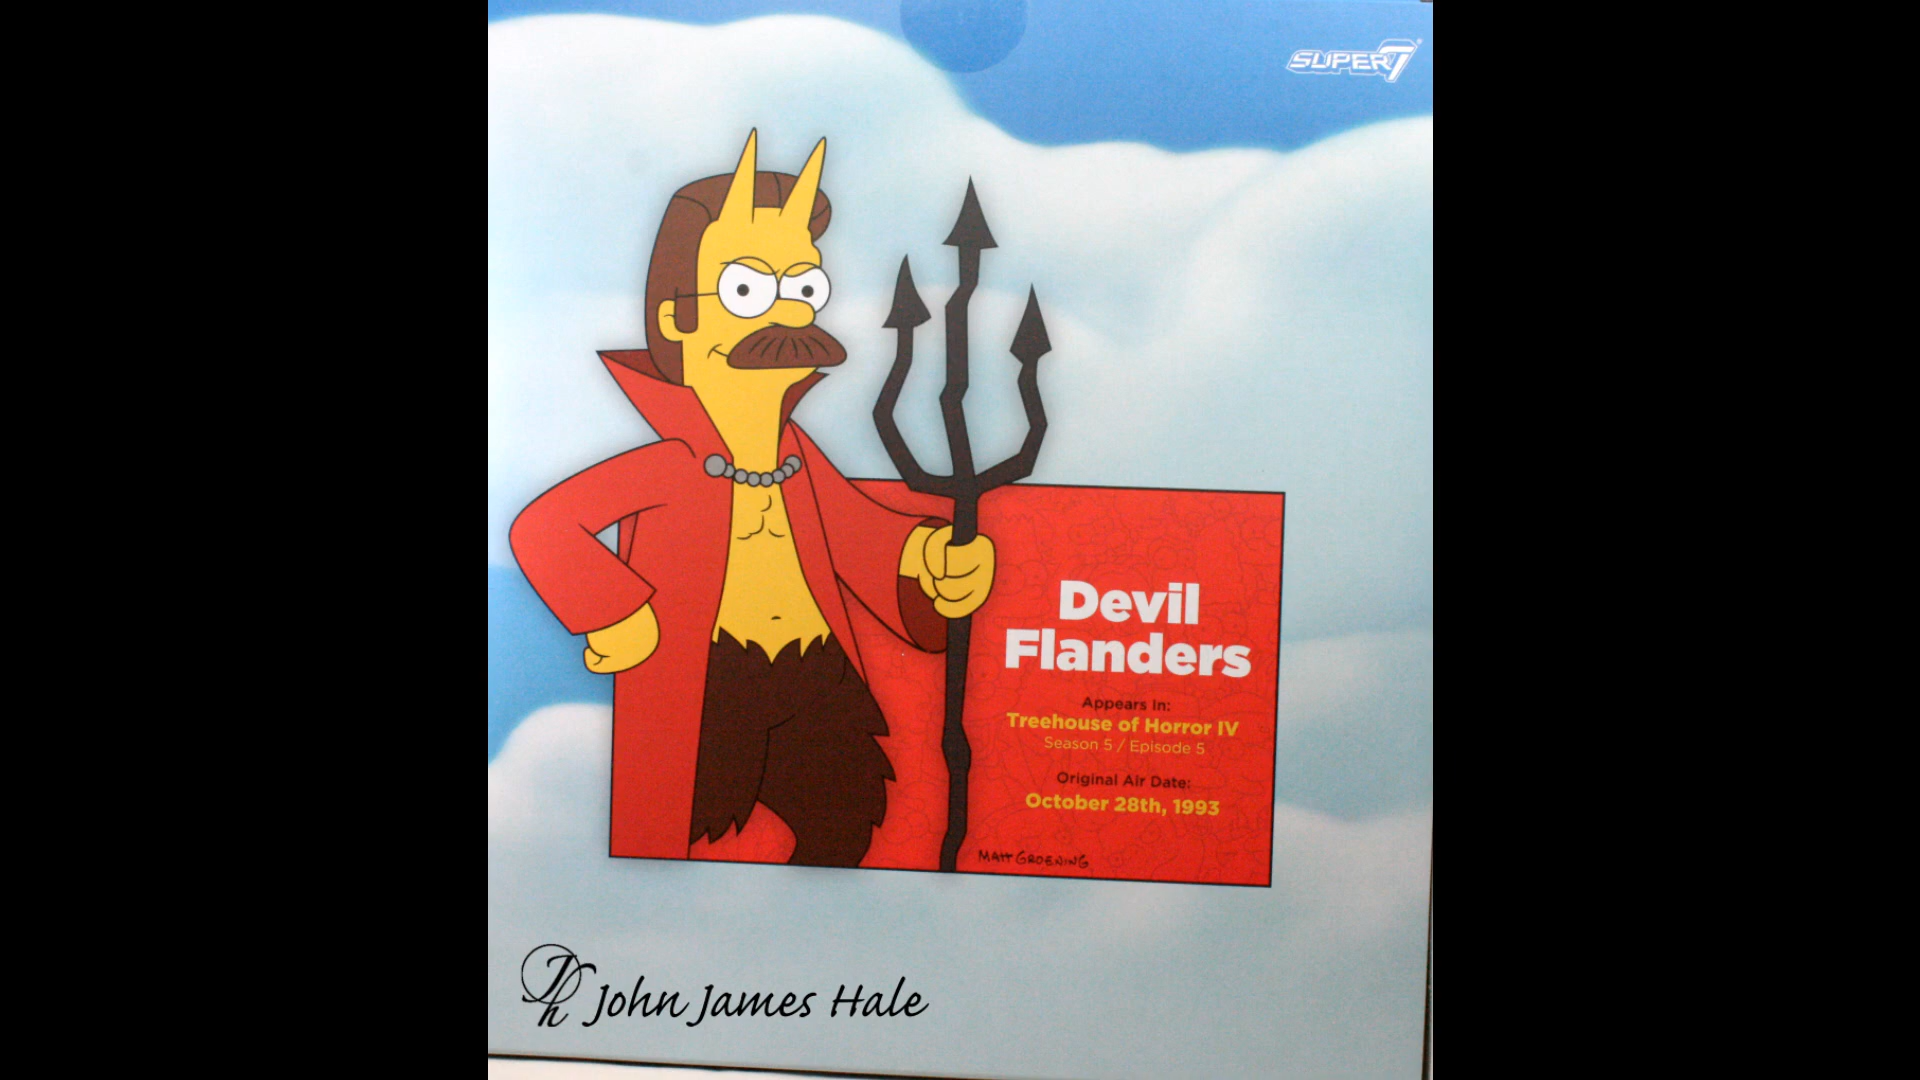 SUPER7
Devil
Flanders
Appears In:
Treehouse of Horror IV
Season 5 / Episode 5
Original Air Date:
October 28th, 1993
MATT GROENING
Jh John James Hale